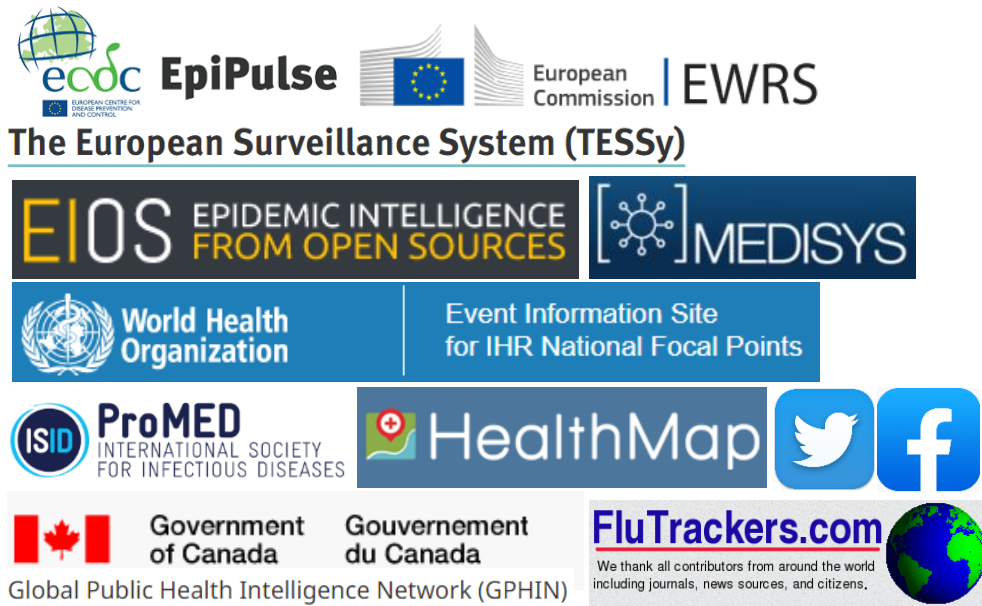 ecdc
EUROPEAN CENTRE FOR
DISEASE PREVENTION
AND CONTROL
EpiPulse
European
Commission
EWRS
The European Surveillance System (TESSy)
EIOS
EPIDEMIC INTELLIGENCE
FROM OPEN SOURCES
MEDISYS
World Health
Organization
Event Information Site
for IHR National Focal Points
ISID
ProMED
INTERNATIONAL SOCIETY
FOR INFECTIOUS DISEASES
HealthMap
f
Government
of Canada
Gouvernement
du Canada
Global Public Health Intelligence Network (GPHIN)
FluTrackers.com
We thank all contributors from around the world
including journals, news sources, and citizens.